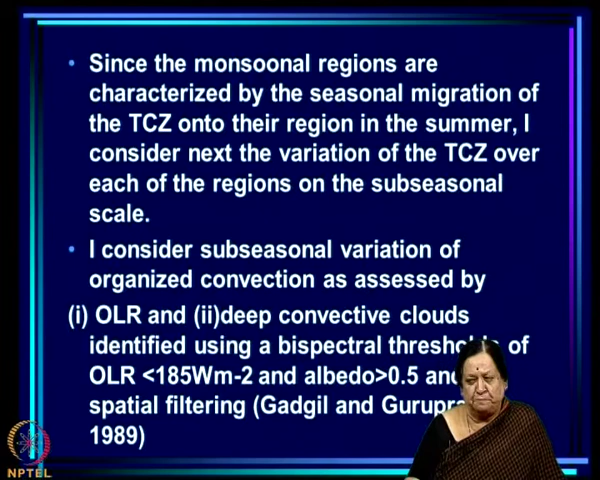 • Since the monsoonal regions are
characterized by the seasonal migration of
the TCZ onto their region in the summer, I
consider next the variation of the TCZ over
each of the regions on the subseasonal
scale.
• I consider subseasonal variation of
organized convection as assessed by
(i) OLR and (ii)deep convective clouds
identified using a bispectral of
OLR <185Wm-2 and albedo>0.5
spatial filtering (Gadgil and
1989)
NPTEL